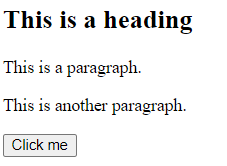 This is a heading
This is a paragraph.
This is another paragraph.
Click me